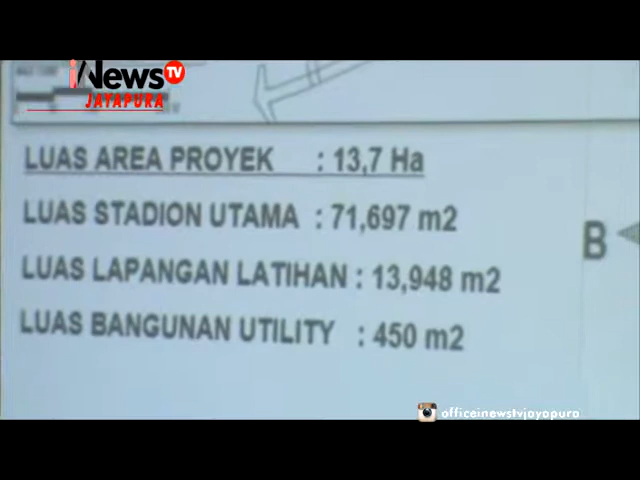 iNews TV
JAYAPURA
LUAS AREA PROYEK : 13,7 Ha
LUAS STADION UTAMA : 71,697 m2
LUAS LAPANGAN LATIHAN : 13,948 m2
LUAS BANGUNAN UTILITY : 450 m2
B
officeinewstvjayapura